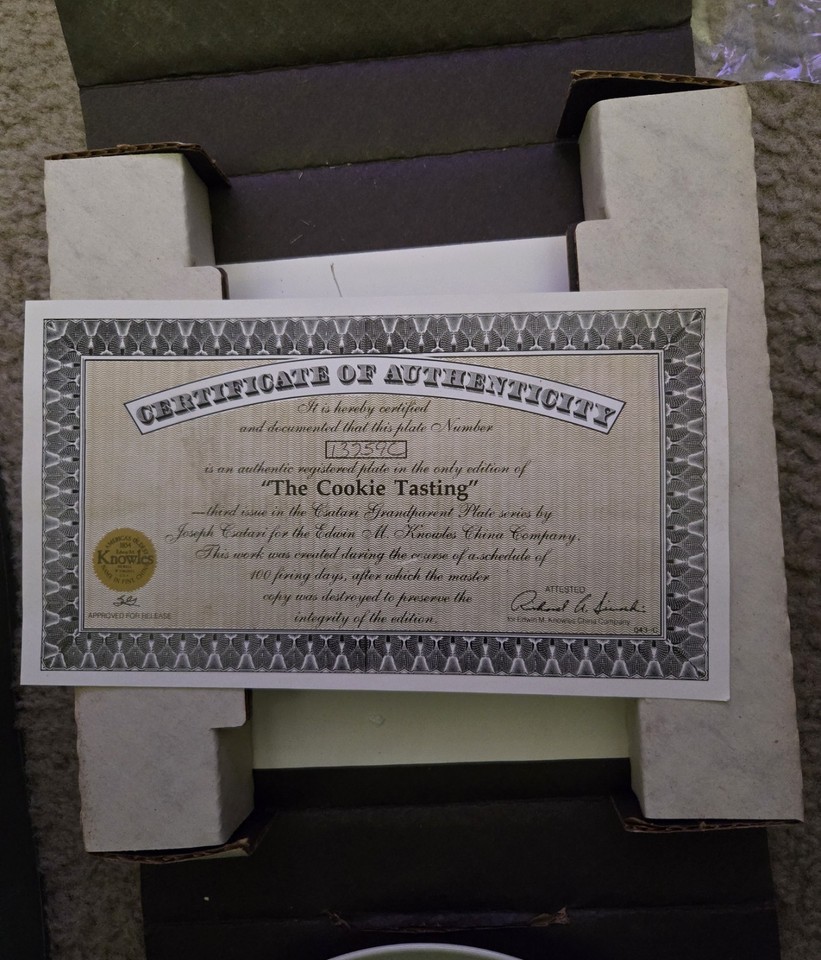 CERTIFICATE OF AUTHENTICITY
It is hereby certified
and documented that this plate Number
13259C
is an authentic registered plate in the only edition of
"The Cookie Tasting"
—third issue in the Csatari Grandparent Plate series by
Joseph Csatari for the Edwin M. Knowles China Company.
This work was created during the course of a schedule of
100 firing days, after which the master
copy was destroyed to preserve the
integrity of the edition.
Knowles
APPROVED FOR RELEASE
ATTESTED
for Edwin M. Knowles China Company
043-G